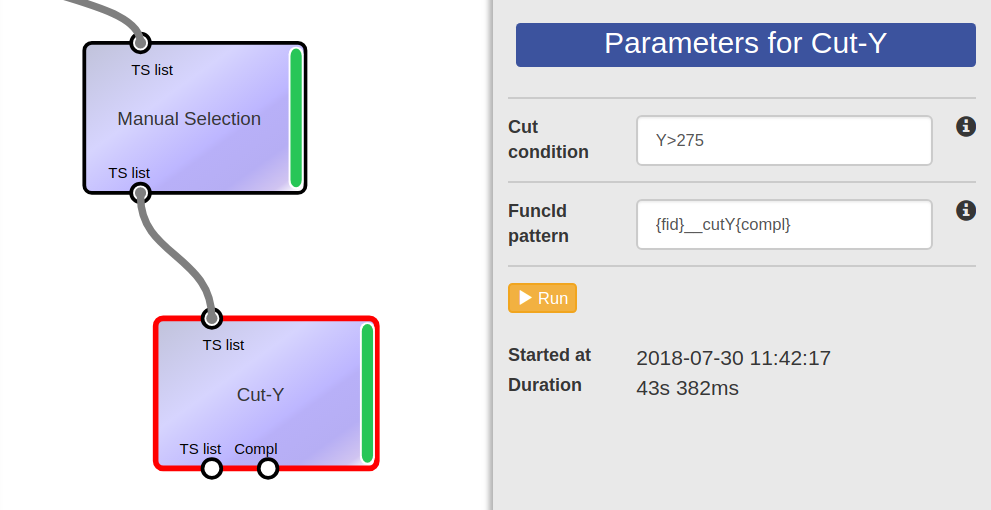 TS list
Manual Selection
TS list
TS list
Cut-Y
TS list Compl
Parameters for Cut-Y
Cut
condition
Y>275
FuncId
pattern
{fid}__cutY{compl}
Run
Started at 2018-07-30 11:42:17
Duration 43s 382ms